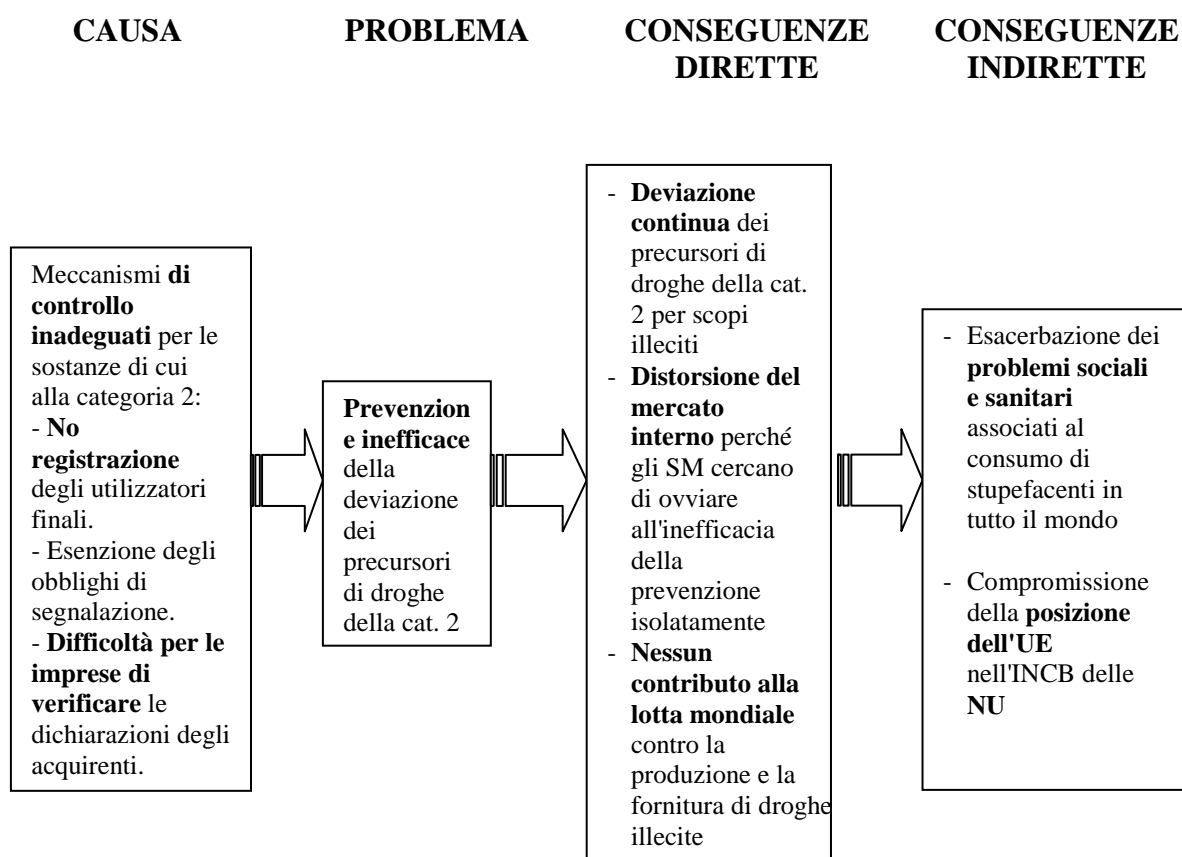 CAUSA
PROBLEMA
CONSEGUENZE
DIRETTE
CONSEGUENZE
INDIRETTE
Meccanismi di
controllo
inadeguati per le
sostanze di cui
alla categoria 2:
- No
registrazione
degli utilizzatori
finali.
- Esenzione degli
obblighi di
segnalazione.
- Difficoltà per le
imprese di
verificare le
dichiarazioni degli
acquirenti.
Prevenzion
e inefficace
della
deviazione
dei
precursori
di droghe
della cat. 2
- Deviazione
continua dei
precursori di
droghe della cat.
2 per scopi
illeciti
- Distorsione del
mercato
interno perché
gli SM cercano
di ovviare
all'inefficacia
della
prevenzione
isolatamente
- Nessun
contributo alla
lotta mondiale
contro la
produzione e la
fornitura di droghe
illecite
- Esacerbazione dei
problemi sociali
e sanitari
associati al
consumo di
stupefacenti in
tutto il mondo
- Compromissione
della posizione
dell'UE
nell'INCB delle
NU